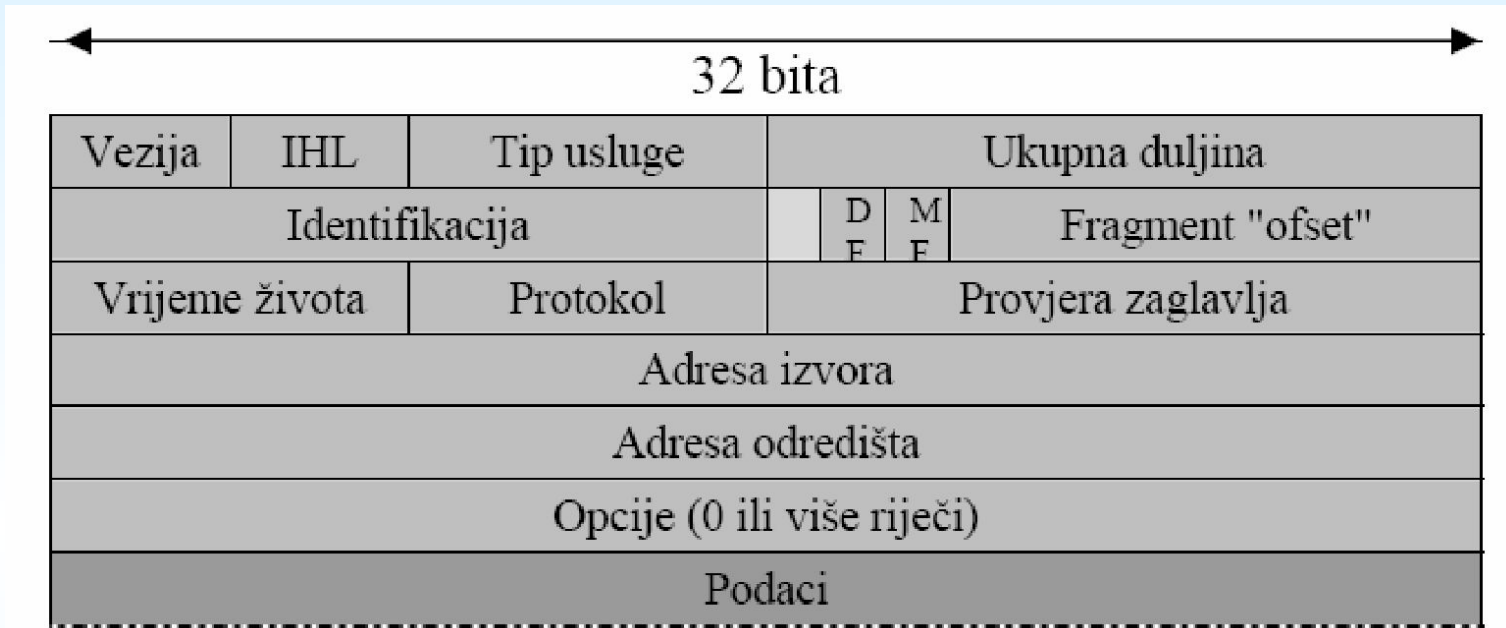 32 bita
Vezija IHL Tip usluge Ukupna duljina
Identifikacija D F M F Fragment "ofset"
Vrijeme života Protokol Provjera zaglavlja
Adresa izvora
Adresa odredišta
Opcije (0 ili više riječi)
Podaci